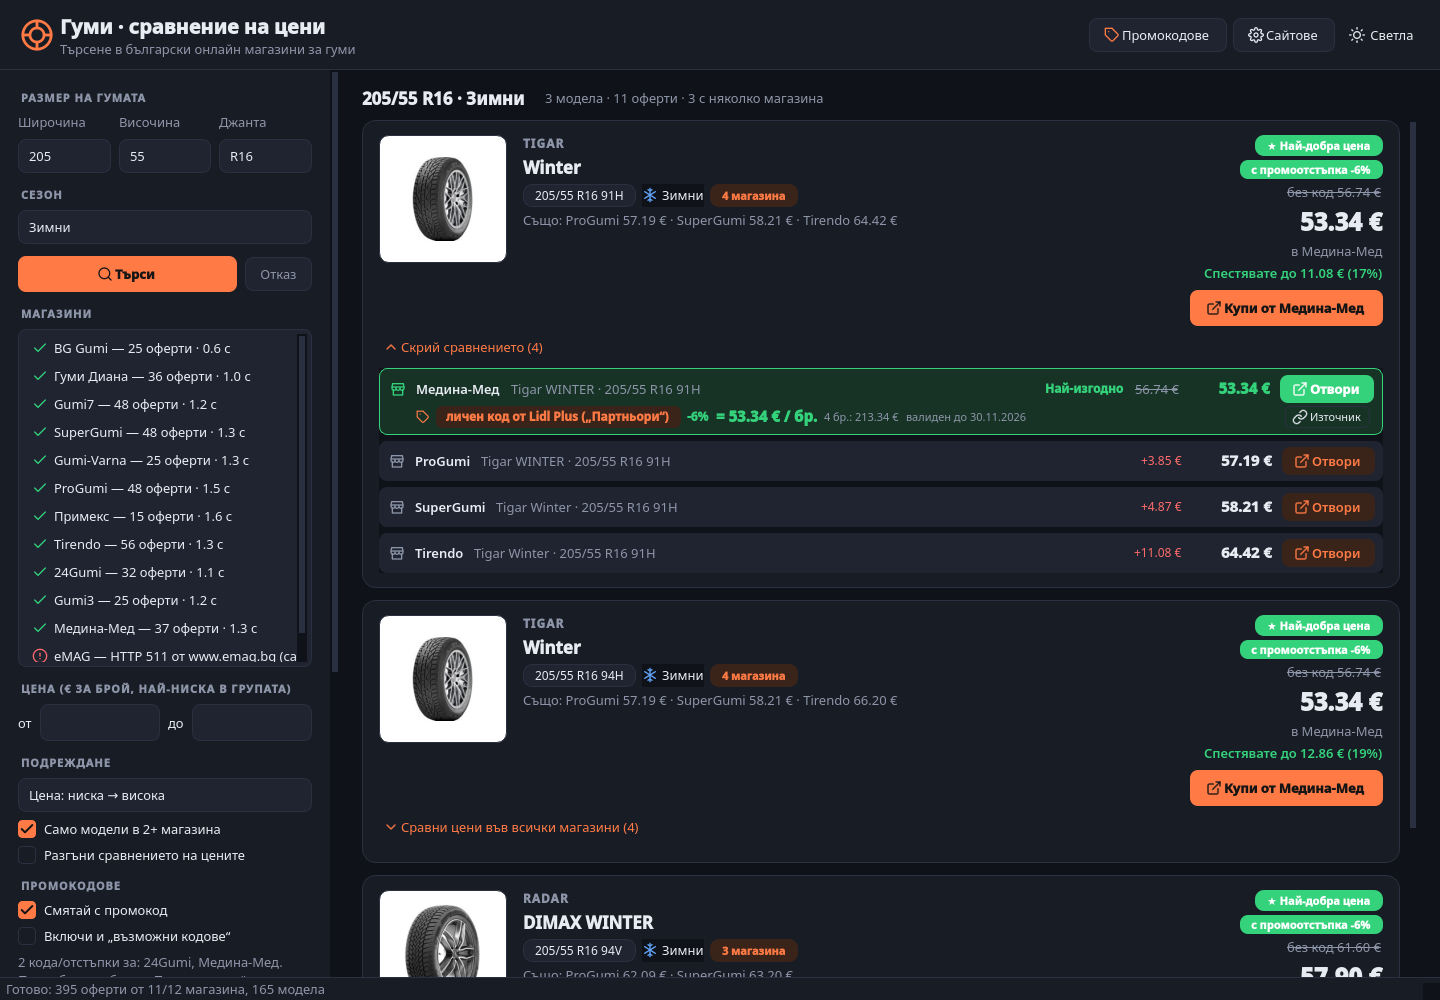 Гуми · сравнение на цени
Търсене в български онлайн магазини за гуми
Промокодове
Сайтове
Светла
РАЗМЕР НА ГУМАТА
Широчина Височина Джанта
205 55 R16
СЕЗОН
Зимни
Търси Отказ
МАГАЗИНИ
BG Gumi — 25 оферти · 0.6 с
Гуми Диана — 36 оферти · 1.0 с
Gumi7 — 48 оферти · 1.2 с
SuperGumi — 48 оферти · 1.3 с
Gumi-Varna — 25 оферти · 1.3 с
ProGumi — 48 оферти · 1.5 с
Примекс — 15 оферти · 1.6 с
Tirendo — 56 оферти · 1.3 с
24Gumi — 32 оферти · 1.1 с
Gumi3 — 25 оферти · 1.2 с
Медина-Мед — 37 оферти · 1.3 с
eMAG — HTTP 511 от www.emag.bg (са
ЦЕНА (€ ЗА БРОЙ, НАЙ-НИСКА В ГРУПАТА)
от до
ПОДРЕЖДАНЕ
Цена: ниска → висока
Само модели в 2+ магазина
Разгъни сравнението на цените
ПРОМОКОДОВЕ
Смятай с промокод
Включи и „възможни кодове“
2 кода/отстъпки за: 24Gumi, Медина-Мед.
205/55 R16 · Зимни 3 модела · 11 оферти · 3 с няколко магазина
TIGAR
Winter
205/55 R16 91H Зимни 4 магазина
Също: ProGumi 57.19 € · SuperGumi 58.21 € · Tirendo 64.42 €
★ Най-добра цена
с промоотстъпка -6%
без код 56.74 €
53.34 €
в Медина-Мед
Спестявате до 11.08 € (17%)
Купи от Медина-Мед
Скрий сравнението (4)
Медина-Мед Tigar WINTER · 205/55 R16 91H Най-изгодно 56.74 € 53.34 € Отвори
личен код от Lidl Plus („Партньори“) -6% = 53.34 € / бр. 4 бр.: 213.34 € валиден до 30.11.2026 Източник
ProGumi Tigar WINTER · 205/55 R16 91H +3.85 € 57.19 € Отвори
SuperGumi Tigar Winter · 205/55 R16 91H +4.87 € 58.21 € Отвори
Tirendo Tigar Winter · 205/55 R16 91H +11.08 € 64.42 € Отвори
TIGAR
Winter
205/55 R16 94H Зимни 4 магазина
Също: ProGumi 57.19 € · SuperGumi 58.21 € · Tirendo 66.20 €
★ Най-добра цена
с промоотстъпка -6%
без код 56.74 €
53.34 €
в Медина-Мед
Спестявате до 12.86 € (19%)
Купи от Медина-Мед
Сравни цени във всички магазини (4)
RADAR
DIMAX WINTER
205/55 R16 94V Зимни 3 магазина
Също: ProGumi 62.09 € · SuperGumi 63.20 €
★ Най-добра цена
с промоотстъпка -6%
без код 61.60 €
57.90 €
Готово: 395 оферти от 11/12 магазина, 165 модела